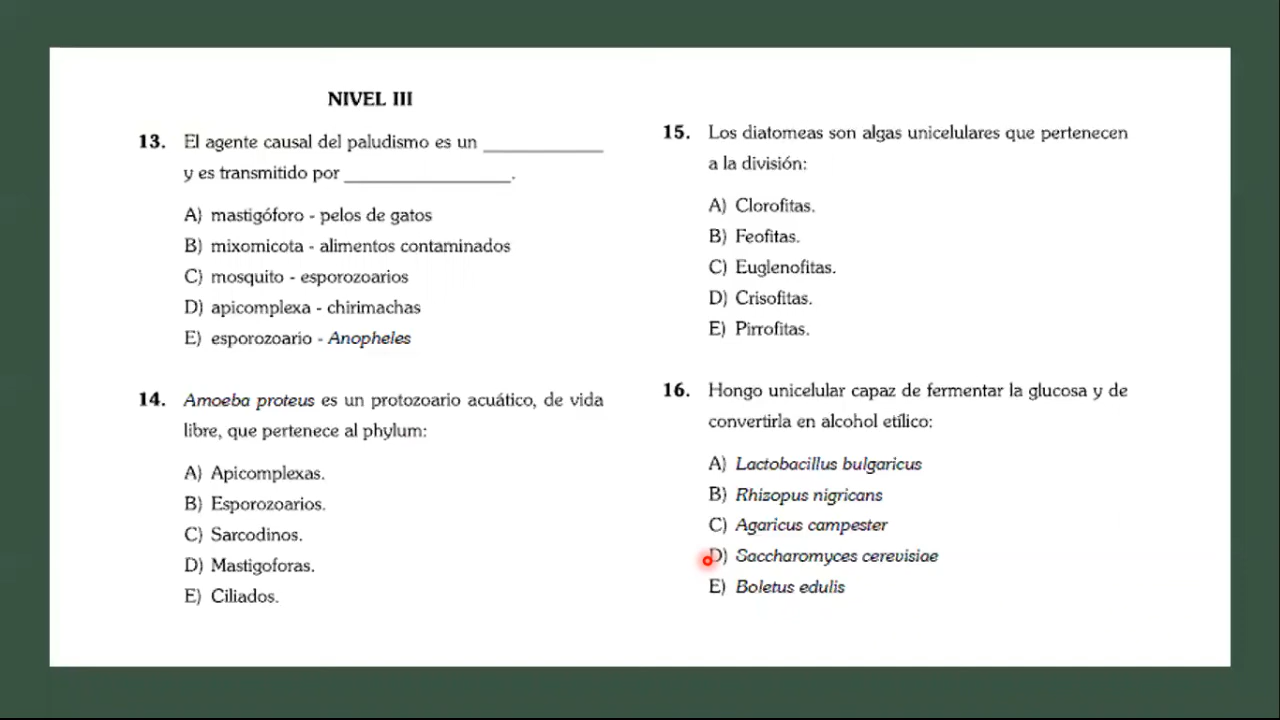 NIVEL III
13. El agente causal del paludismo es un ____________
y es transmitido por _________________.
A) mastigóforo - pelos de gatos
B) mixomicota - alimentos contaminados
C) mosquito - esporozoarios
D) apicomplexa - chirimachas
E) esporozoario - Anopheles
14. Amoeba proteus es un protozoario acuático, de vida
libre, que pertenece al phylum:
A) Apicomplexas.
B) Esporozoarios.
C) Sarcodinos.
D) Mastigoforas.
E) Ciliados.
15. Los diatomeas son algas unicelulares que pertenecen
a la división:
A) Clorofitas.
B) Feofitas.
C) Euglenofitas.
D) Crisofitas.
E) Pirrofitas.
16. Hongo unicelular capaz de fermentar la glucosa y de
convertirla en alcohol etílico:
A) Lactobacillus bulgaricus
B) Rhizopus nigricans
C) Agaricus campester
D) Saccharomyces cerevisiae
E) Boletus edulis